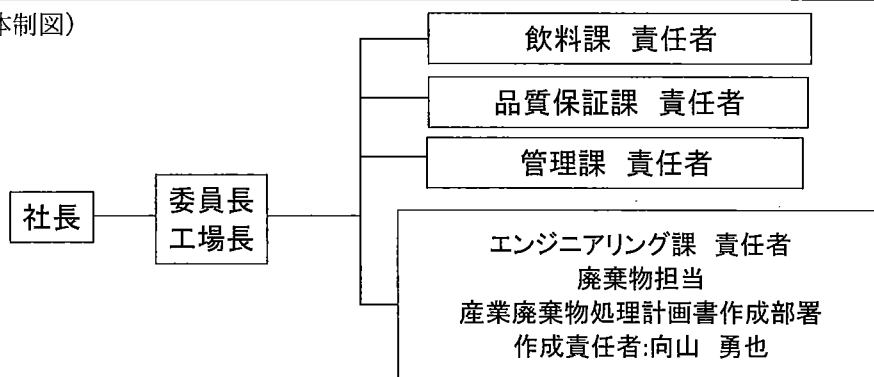 体制図)
飲料課 責任者
品質保証課 責任者
管理課 責任者
社長
委員長
工場長
エンジニアリング課 責任者
廃棄物担当
産業廃棄物処理計画書作成部署
作成責任者:向山 勇也